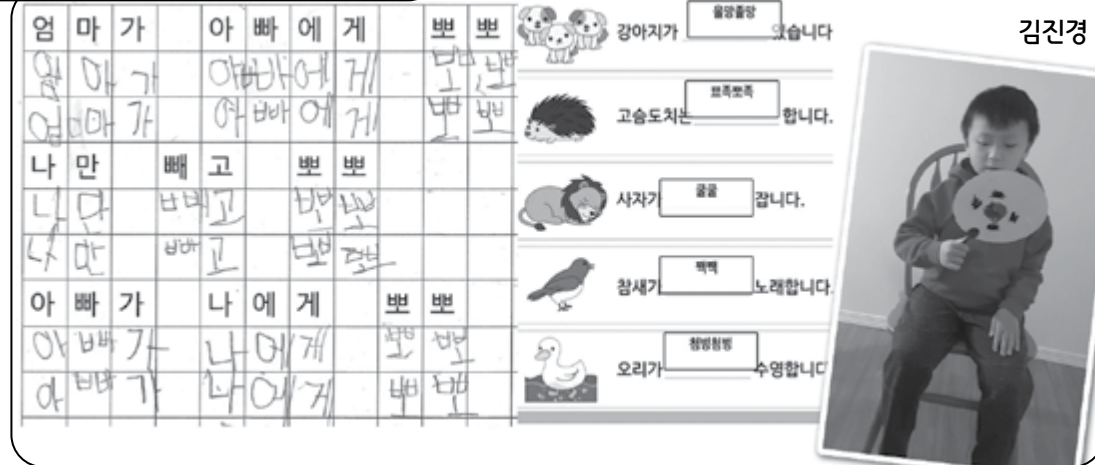 김진경
엄마가 아빠에게 뽀뽀
엄마가 아빠에게 뽀뽀
엄마가 아빠에게 뽀뽀
나만 빼고 뽀뽀
나만 빼고 뽀뽀
나만 빠고 뽀뽀
아빠가 나에게 뽀뽀
아빠가 나에게 뽀뽀
아빠가 나에게 뽀뽀
강아지가 올망졸망 있습니다
고슴도치는 뾰족뾰족 합니다.
사자가 쿨쿨 잡니다.
참새가 짹짹 노래합니다.
오리가 첨벙첨벙 수영합니다